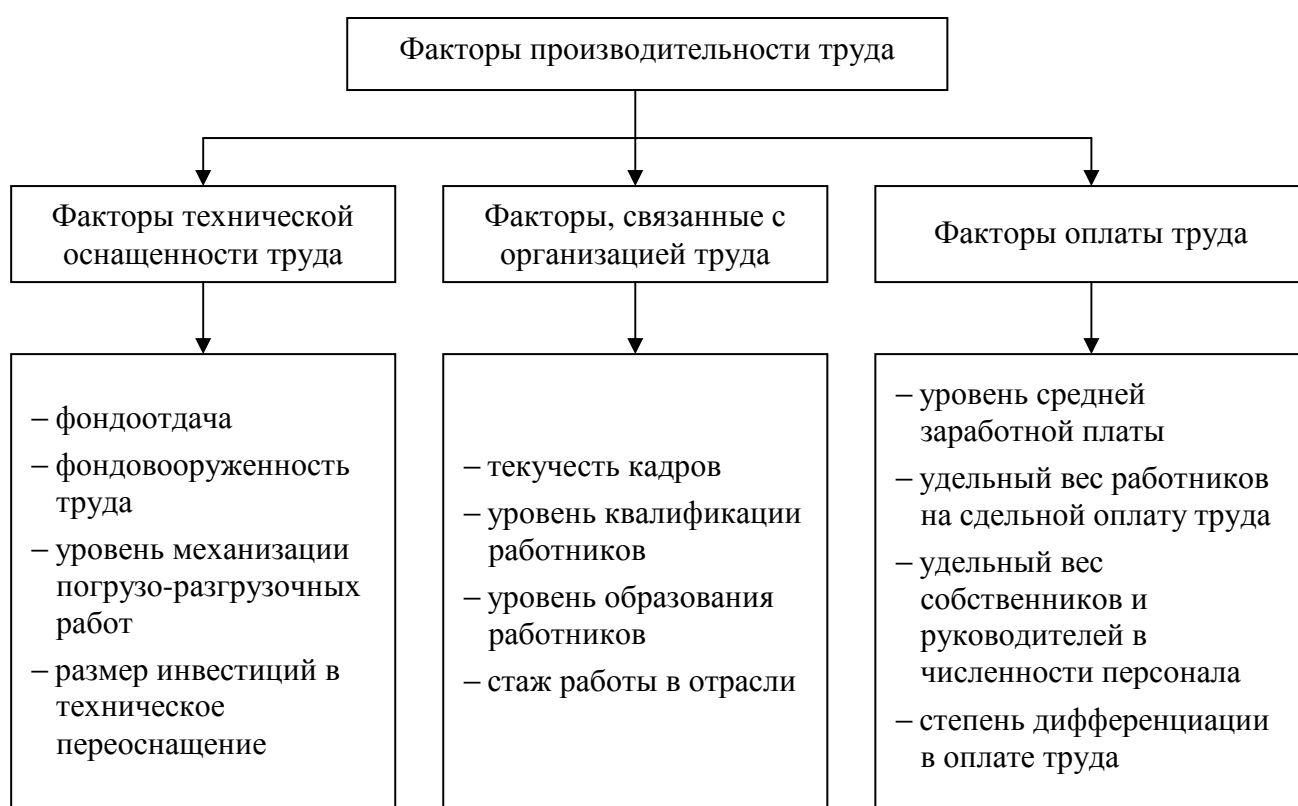 Факторы производительности труда
Факторы технической
оснащенности труда
Факторы, связанные с
организацией труда
Факторы оплаты труда
– фондоотдача
– фондовооруженность
труда
– уровень механизации
погрузо-разгрузочных
работ
– размер инвестиций в
техническое
переоснащение
– текучесть кадров
– уровень квалификации
работников
– уровень образования
работников
– стаж работы в отрасли
– уровень средней
заработной платы
– удельный вес работников
на сдельной оплату труда
– удельный вес
собственников и
руководителей в
численности персонала
– степень дифференциации
в оплате труда